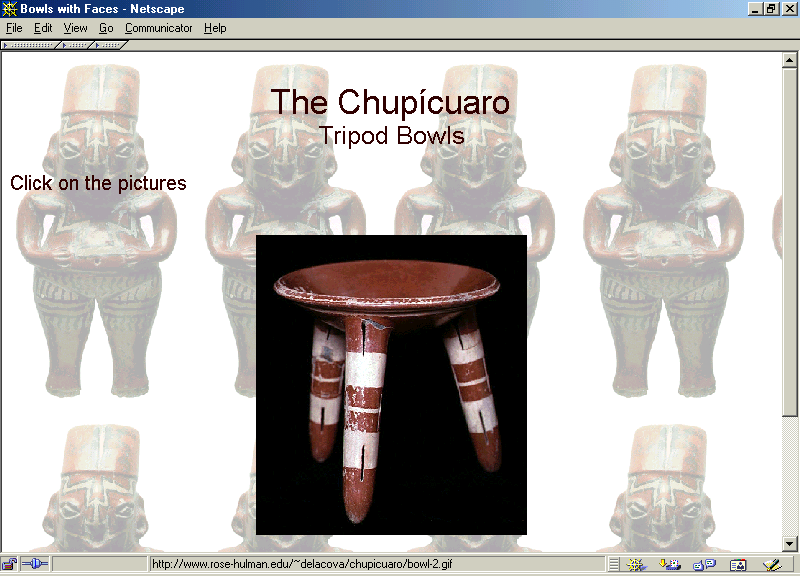 Bowls with Faces - Netscape
File Edit View Go Communicator Help
The Chupícuaro
Tripod Bowls
Click on the pictures
http://www.rose-hulman.edu/~delacova/chupicuaro/bowl-2.gif